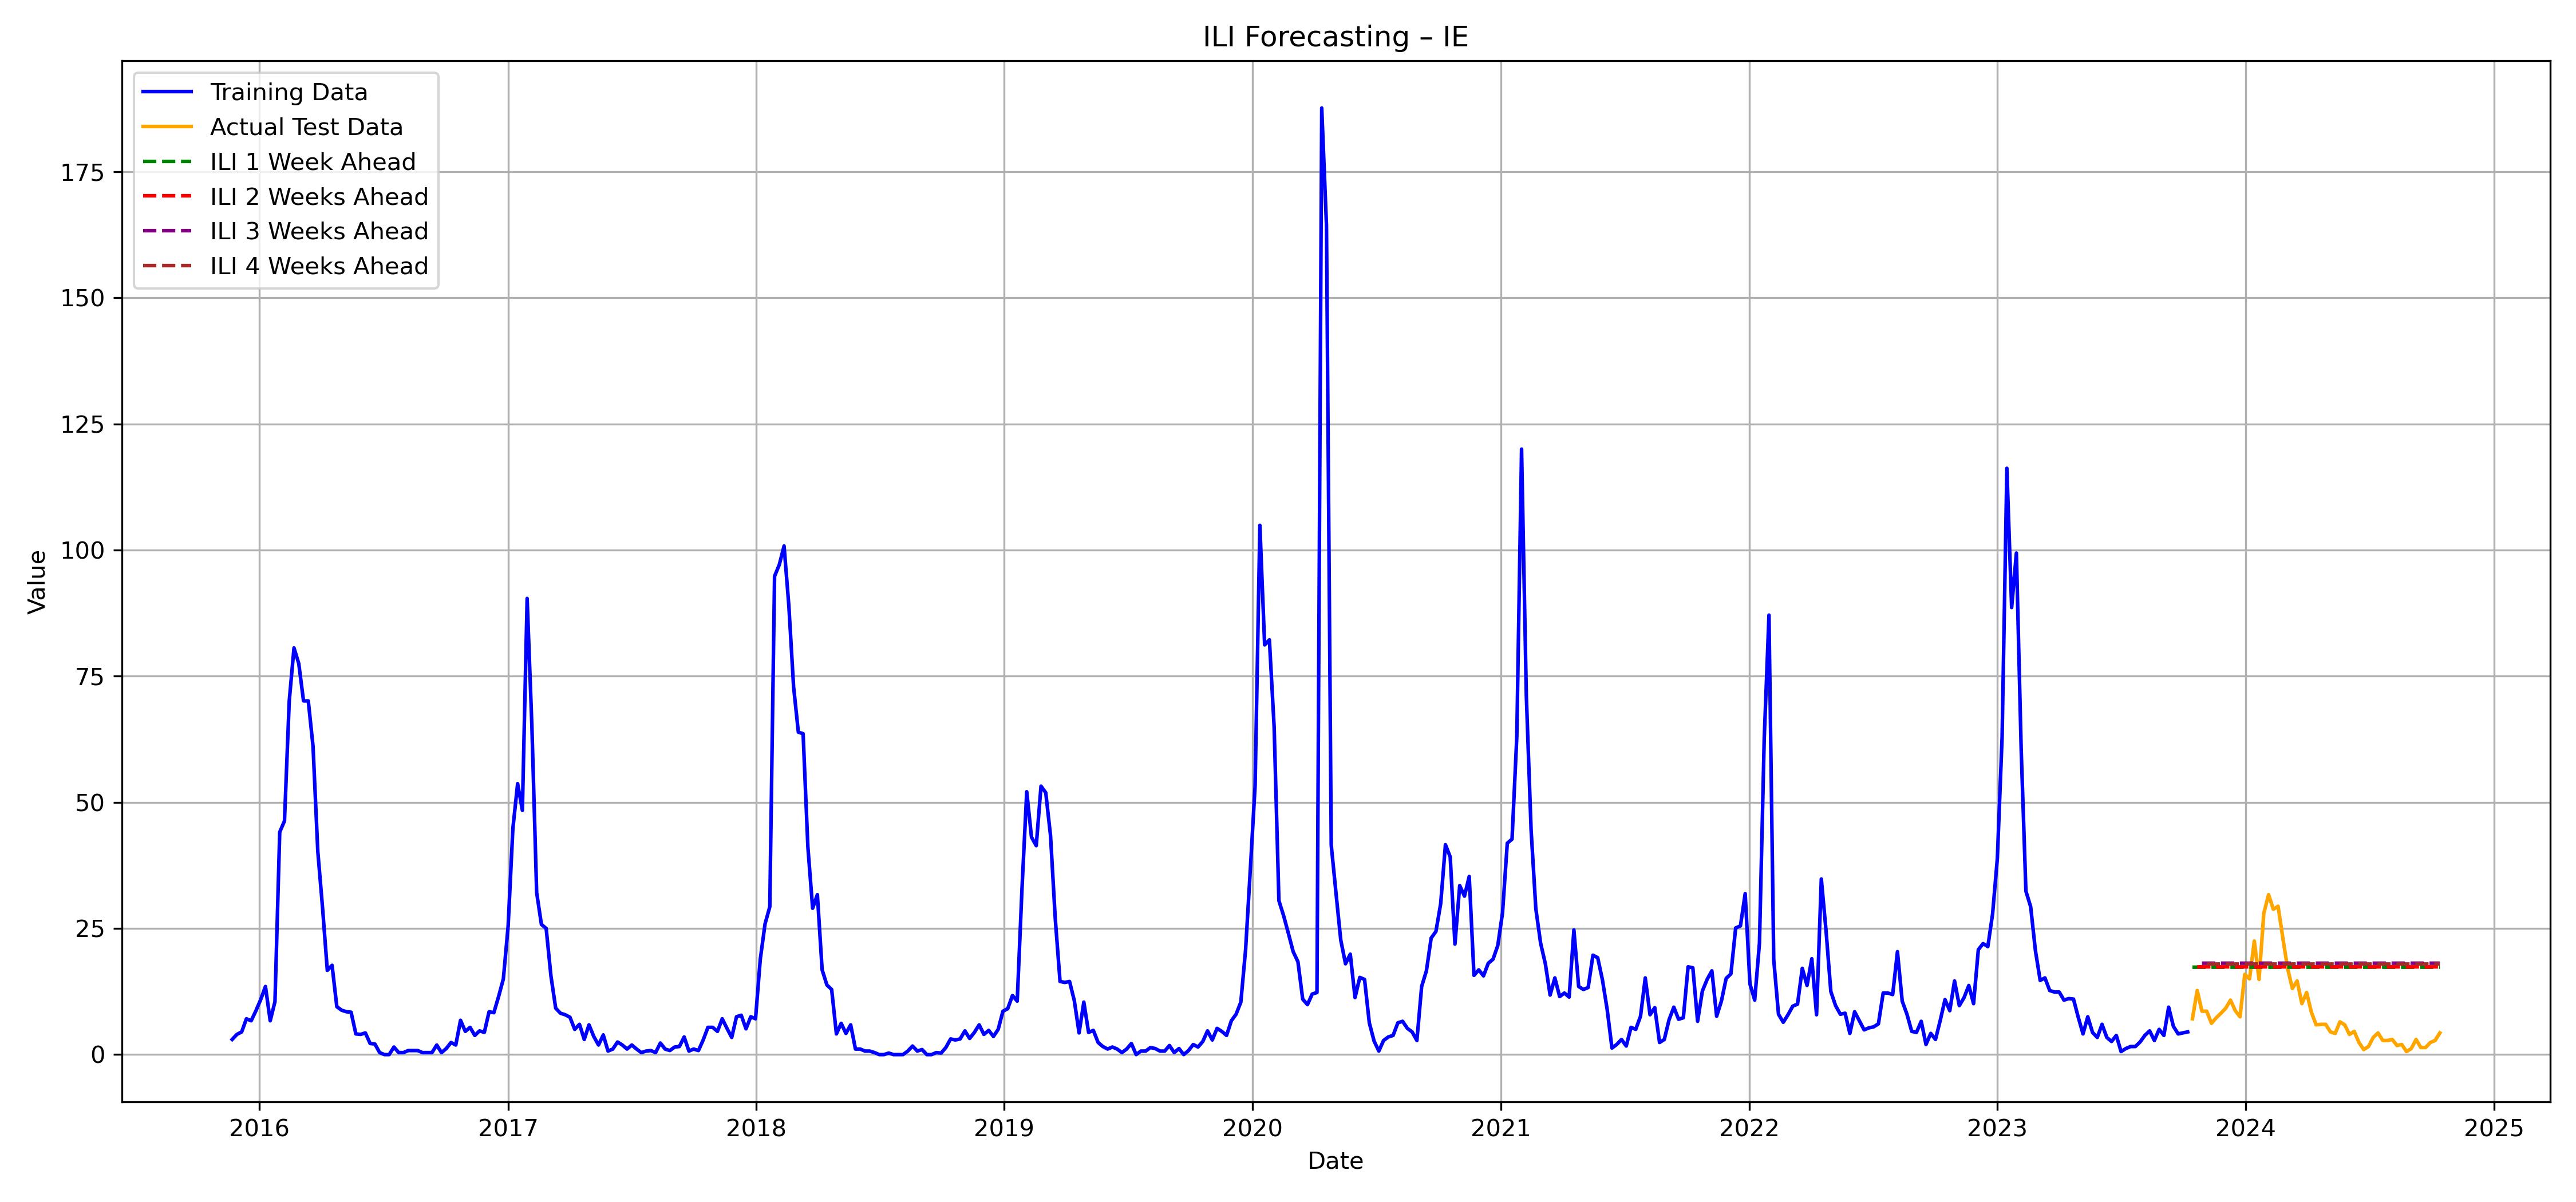 ILI Forecasting – IE
Training Data
Actual Test Data
ILI 1 Week Ahead
ILI 2 Weeks Ahead
ILI 3 Weeks Ahead
ILI 4 Weeks Ahead
175
150
125
100
75
50
25
0
Value
2016 2017 2018 2019 2020 2021 2022 2023 2024 2025
Date